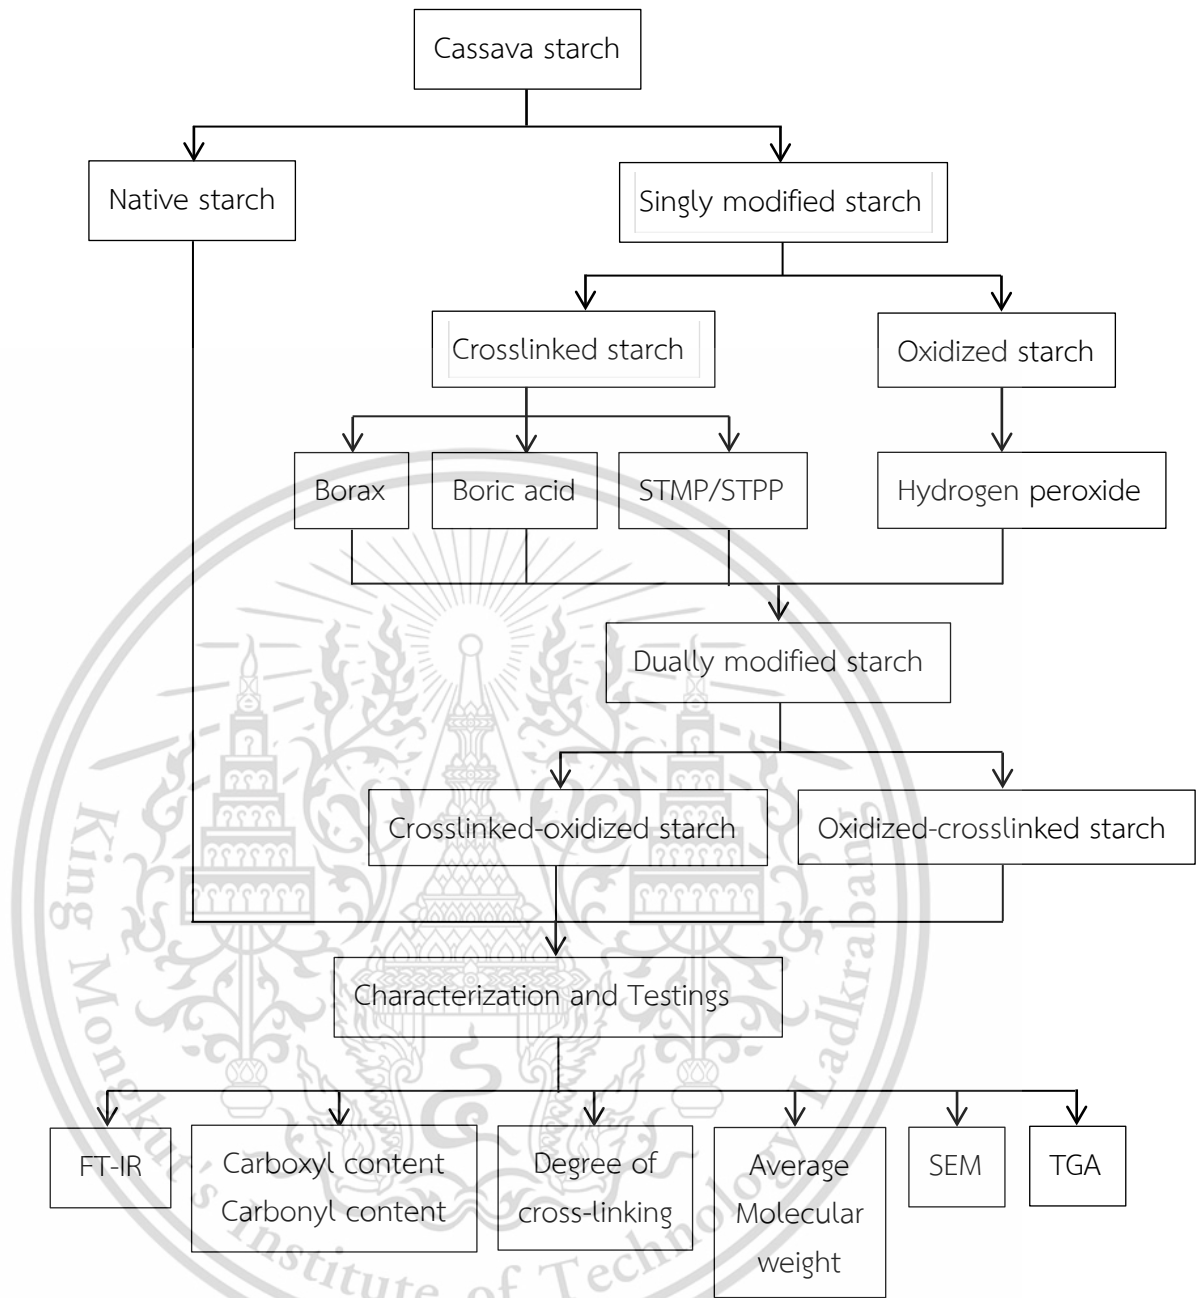 Cassava starch
Native starch
Singly modified starch
Crosslinked starch
Oxidized starch
Borax
Boric acid
STMP/STPP
Hydrogen peroxide
Dually modified starch
Crosslinked-oxidized starch
Oxidized-crosslinked starch
Characterization and Testings
FT-IR
Carboxyl content
Carbonyl content
Degree of
cross-linking
Average
Molecular
weight
SEM
TGA
King Mongkut's Institute of Technology Ladkrabang